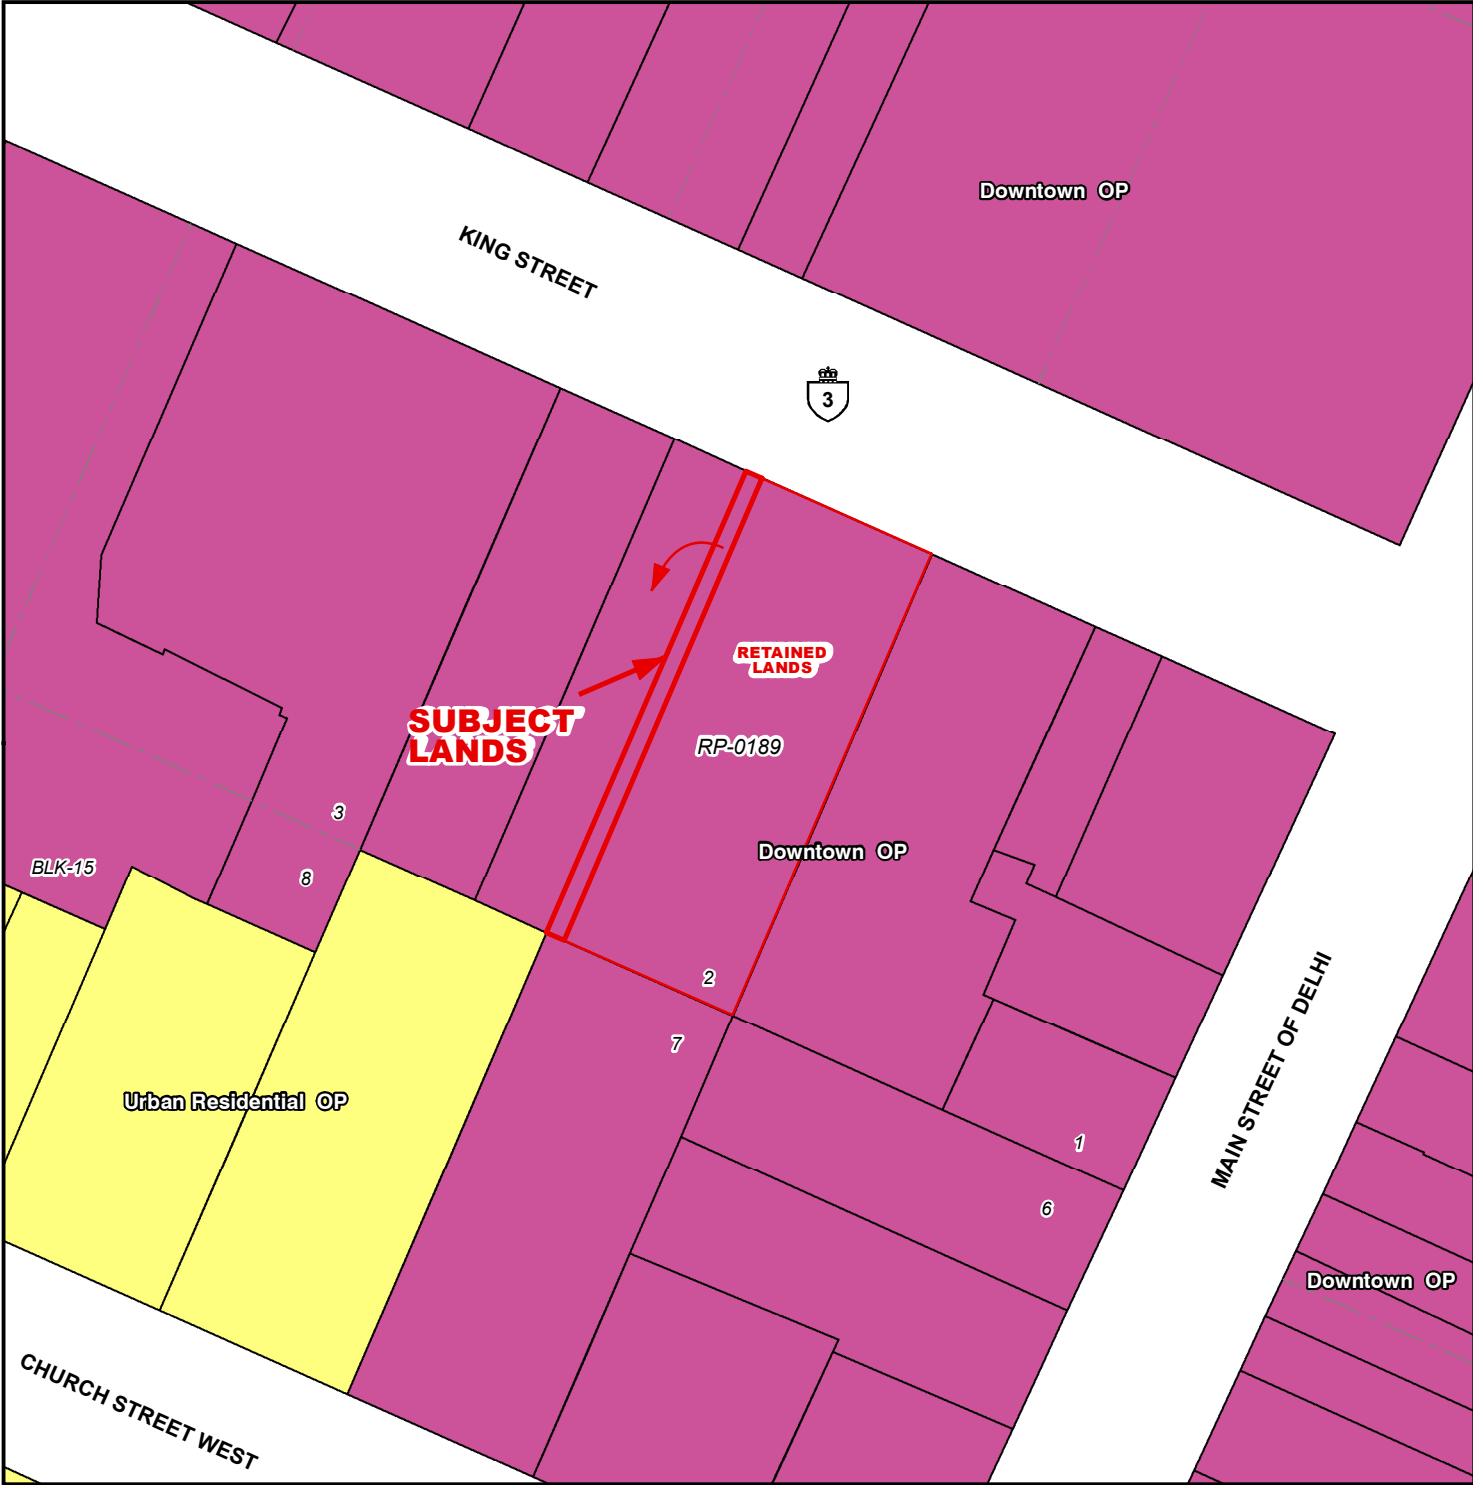 Downtown OP
KING STREET
3
RETAINED
LANDS
SUBJECT
LANDS
RP-0189
3
Downtown OP
BLK-15
8
2
7
Urban Residential OP
1
6
MAIN STREET OF DELHI
Downtown OP
CHURCH STREET WEST